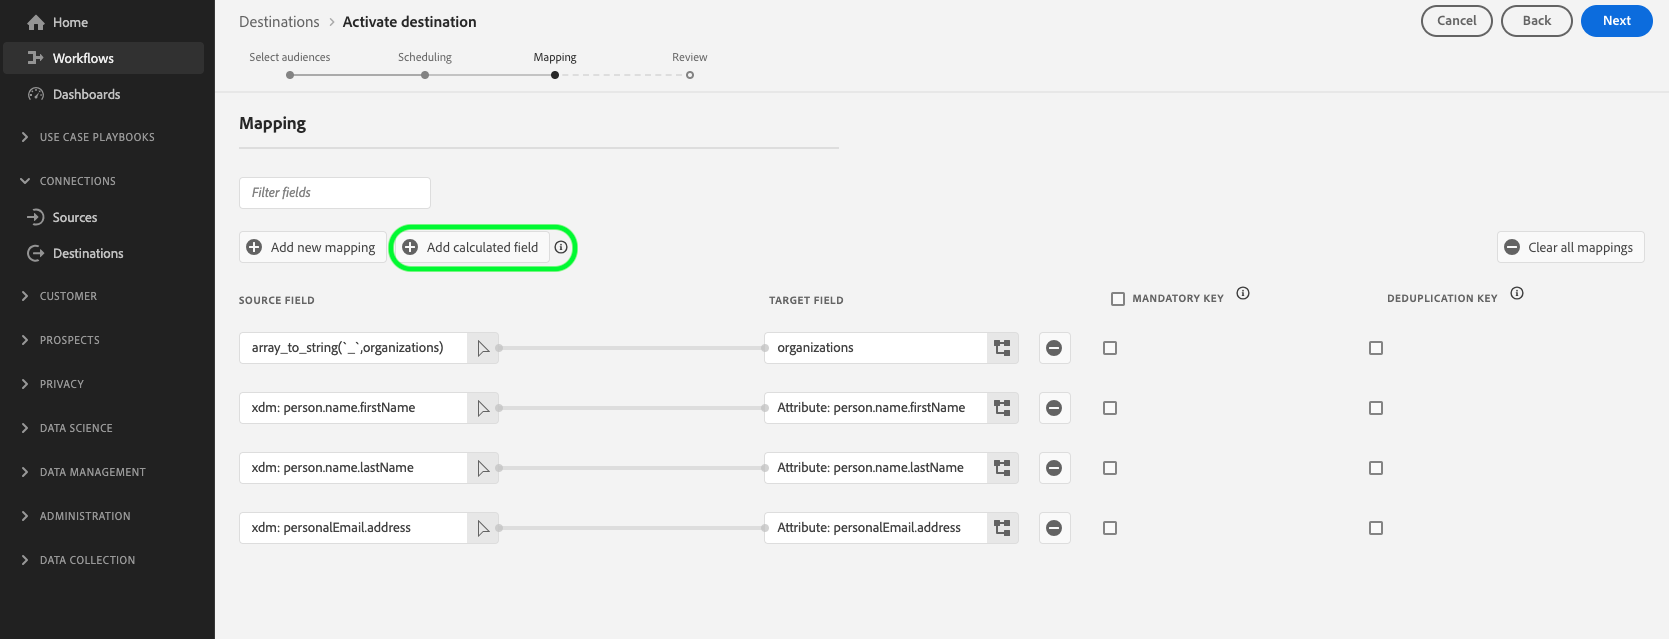 Home
Workflows
Dashboards
USE CASE PLAYBOOKS
CONNECTIONS
Sources
Destinations
CUSTOMER
PROSPECTS
PRIVACY
DATA SCIENCE
DATA MANAGEMENT
ADMINISTRATION
DATA COLLECTION
Destinations > Activate destination
Cancel Back Next
Select audiences Scheduling Mapping Review
Mapping
Filter fields
Add new mapping Add calculated field Clear all mappings
SOURCE FIELD TARGET FIELD MANDATORY KEY DEDUPLICATION KEY
array_to_string(`_`,organizations) organizations
xdm: person.name.firstName Attribute: person.name.firstName
xdm: person.name.lastName Attribute: person.name.lastName
xdm: personalEmail.address Attribute: personalEmail.address